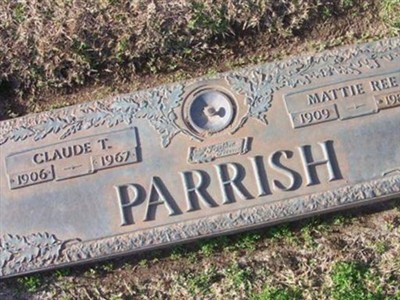 CLAUDE T.
1906 — 1967
MATTIE REE
1909 —
PARRISH